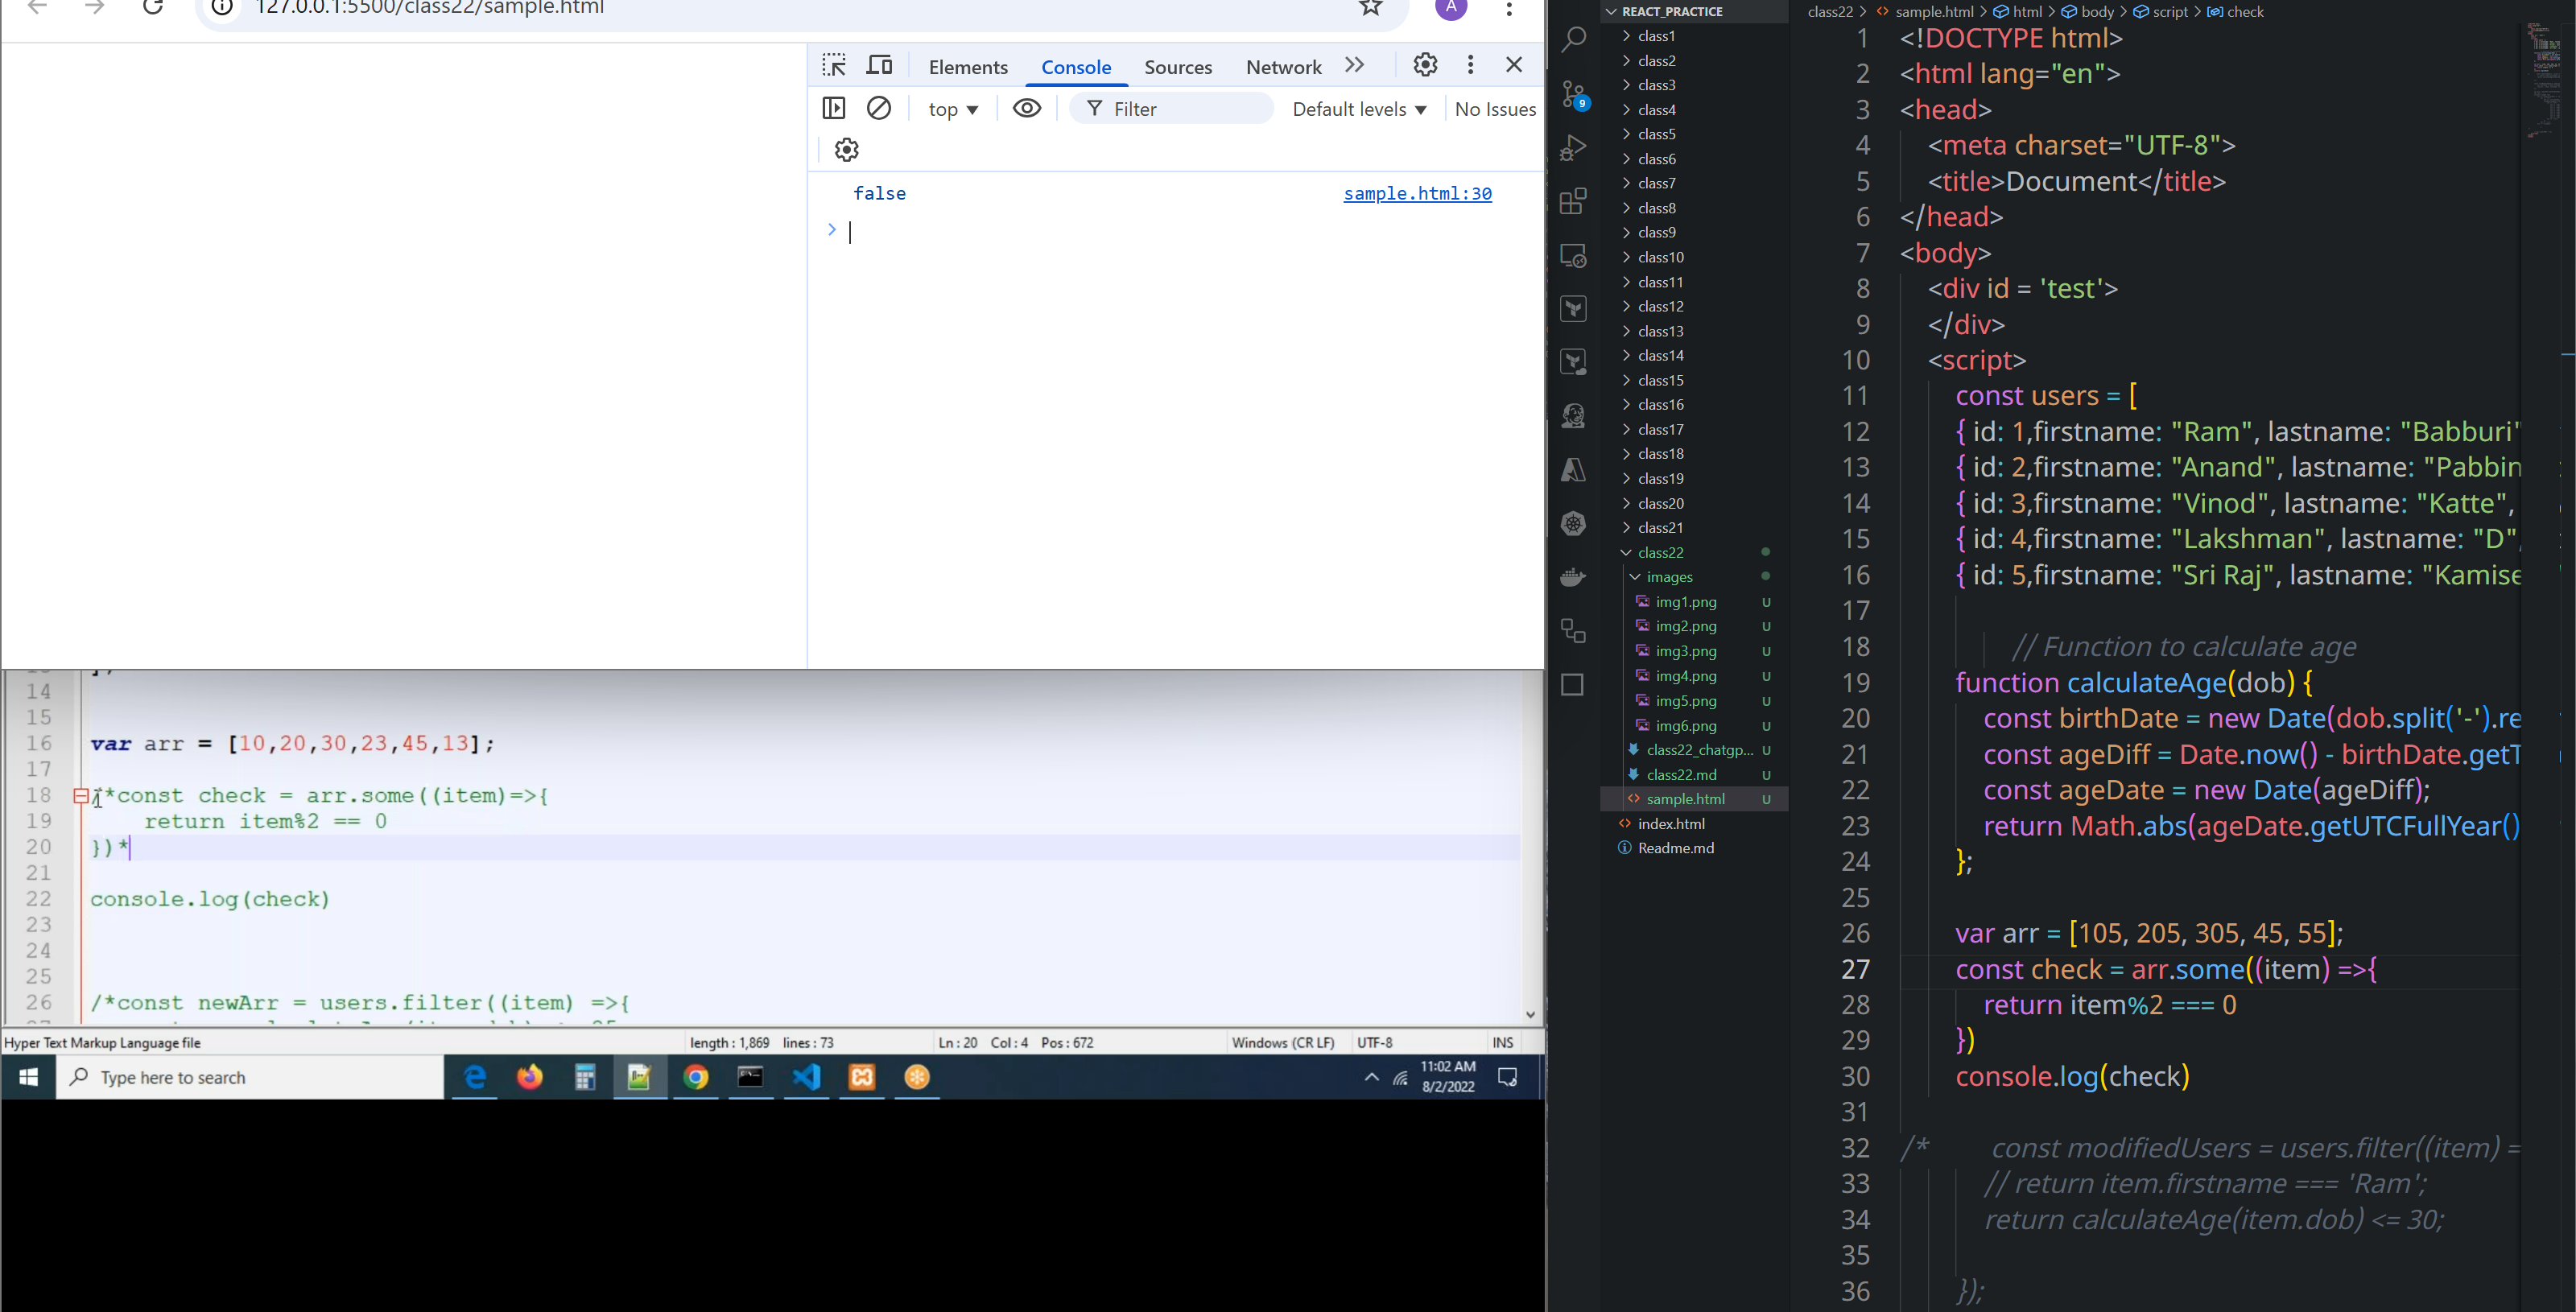 127.0.0.1:5500/class22/sample.html
A
Elements Console Sources Network
top Filter Default levels No Issues
false sample.html:30
14
15
16 var arr = [10,20,30,23,45,13];
17
18 /*const check = arr.some((item)=>{
19 return item%2 == 0
20 })*
21
22 console.log(check)
23
24
25
26 /*const newArr = users.filter((item) =>{
Hyper Text Markup Language file length : 1,869 lines : 73 Ln : 20 Col : 4 Pos : 672 Windows (CR LF) UTF-8 INS
Type here to search
11:02 AM
8/2/2022
9
REACT_PRACTICE
class1
class2
class3
class4
class5
class6
class7
class8
class9
class10
class11
class12
class13
class14
class15
class16
class17
class18
class19
class20
class21
class22
images
img1.png U
img2.png U
img3.png U
img4.png U
img5.png U
img6.png U
class22_chatgp... U
class22.md U
sample.html U
index.html
Readme.md
class22 > sample.html > html > body > script > check
1 <!DOCTYPE html>
2 <html lang="en">
3 <head>
4 <meta charset="UTF-8">
5 <title>Document</title>
6 </head>
7 <body>
8 <div id = 'test'>
9 </div>
10 <script>
11 const users = [
12 { id: 1,firstname: "Ram", lastname: "Babburi"
13 { id: 2,firstname: "Anand", lastname: "Pabbin
14 { id: 3,firstname: "Vinod", lastname: "Katte",
15 { id: 4,firstname: "Lakshman", lastname: "D",
16 { id: 5,firstname: "Sri Raj", lastname: "Kamise
17
18 // Function to calculate age
19 function calculateAge(dob) {
20 const birthDate = new Date(dob.split('-').re
21 const ageDiff = Date.now() - birthDate.getT
22 const ageDate = new Date(ageDiff);
23 return Math.abs(ageDate.getUTCFullYear()
24 };
25
26 var arr = [105, 205, 305, 45, 55];
27 const check = arr.some((item) =>{
28 return item%2 === 0
29 })
30 console.log(check)
31
32 /* const modifiedUsers = users.filter((item) =
33 // return item.firstname === 'Ram';
34 return calculateAge(item.dob) <= 30;
35
36 });